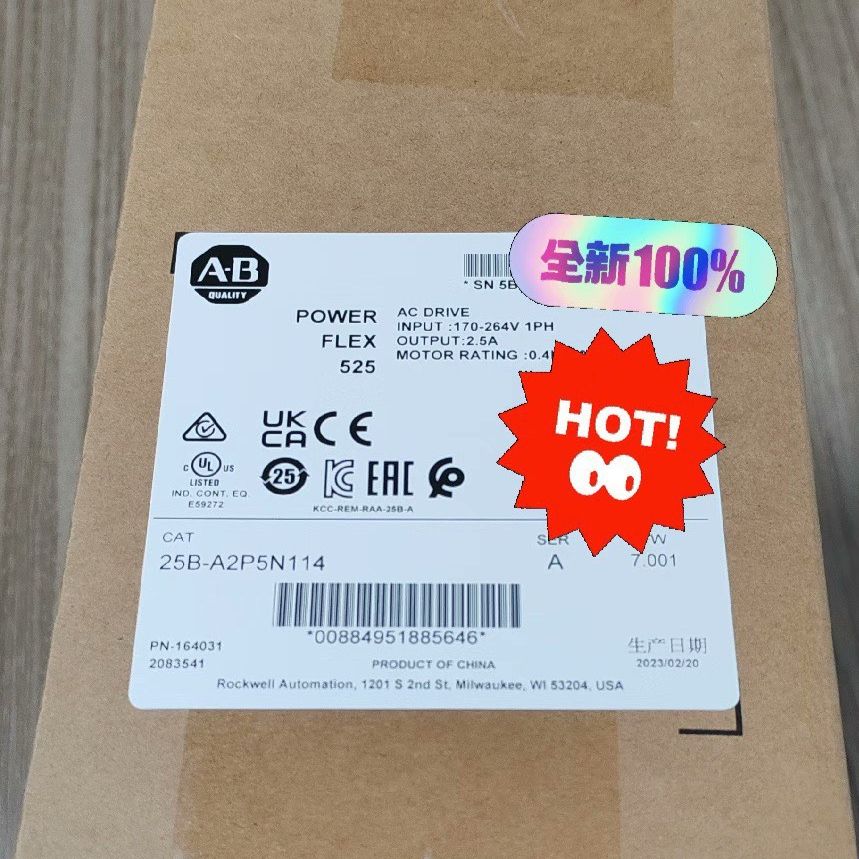 A-B
QUALITY
* SN 5B
全新100%
POWER
FLEX
525
AC DRIVE
INPUT :170-264V 1PH
OUTPUT:2.5A
MOTOR RATING :0.4
HOT!
UK
CA CE
C UL US
LISTED
IND. CONT. EQ.
E59272
25
KC EAC
KCC-REM-RAA-25B-A
CAT
25B-A2P5N114
SER
A
7.001
*00884951885646*
PN-164031
2083541
PRODUCT OF CHINA
生产日期
2023/02/20
Rockwell Automation, 1201 S 2nd St, Milwaukee, WI 53204, USA